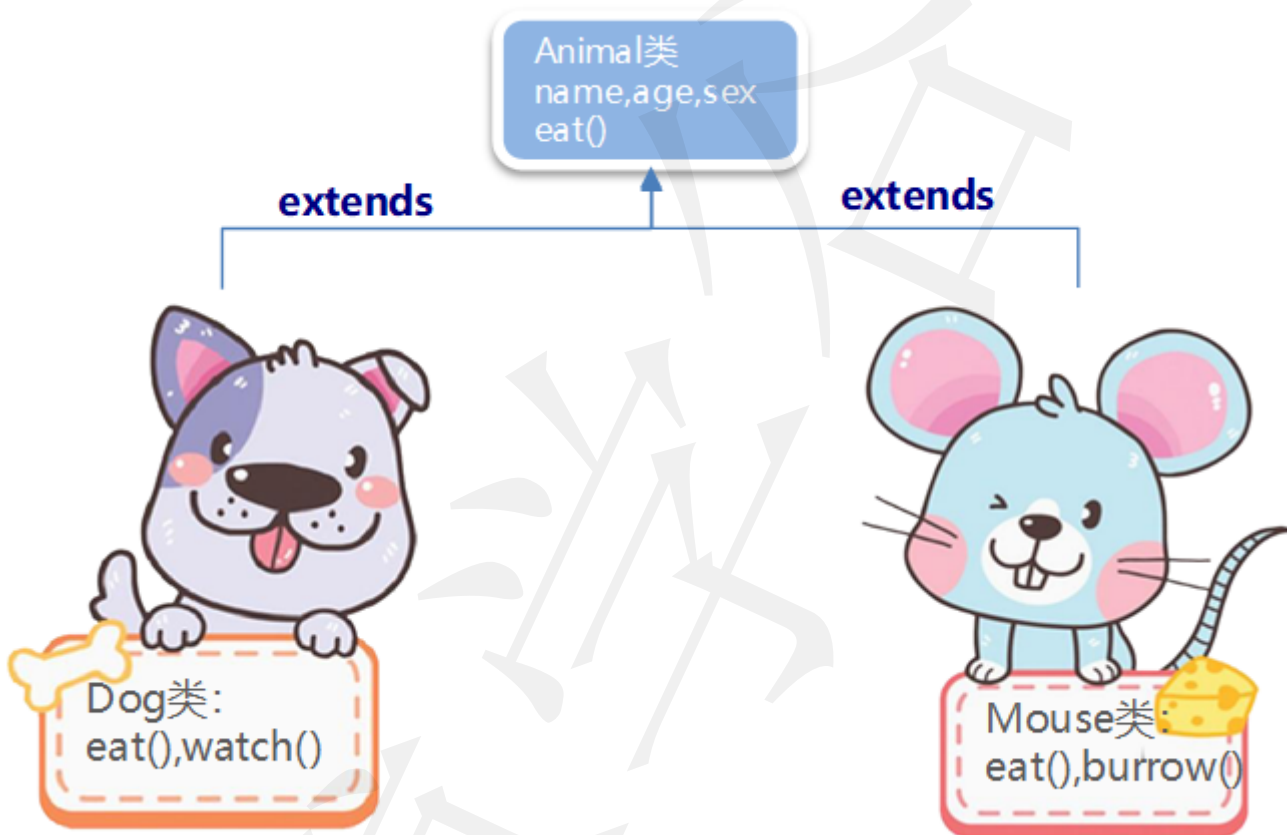 Animal类
name,age,sex
eat()
extends
extends
Dog类:
eat(),watch()
Mouse类:
eat(),burrow()